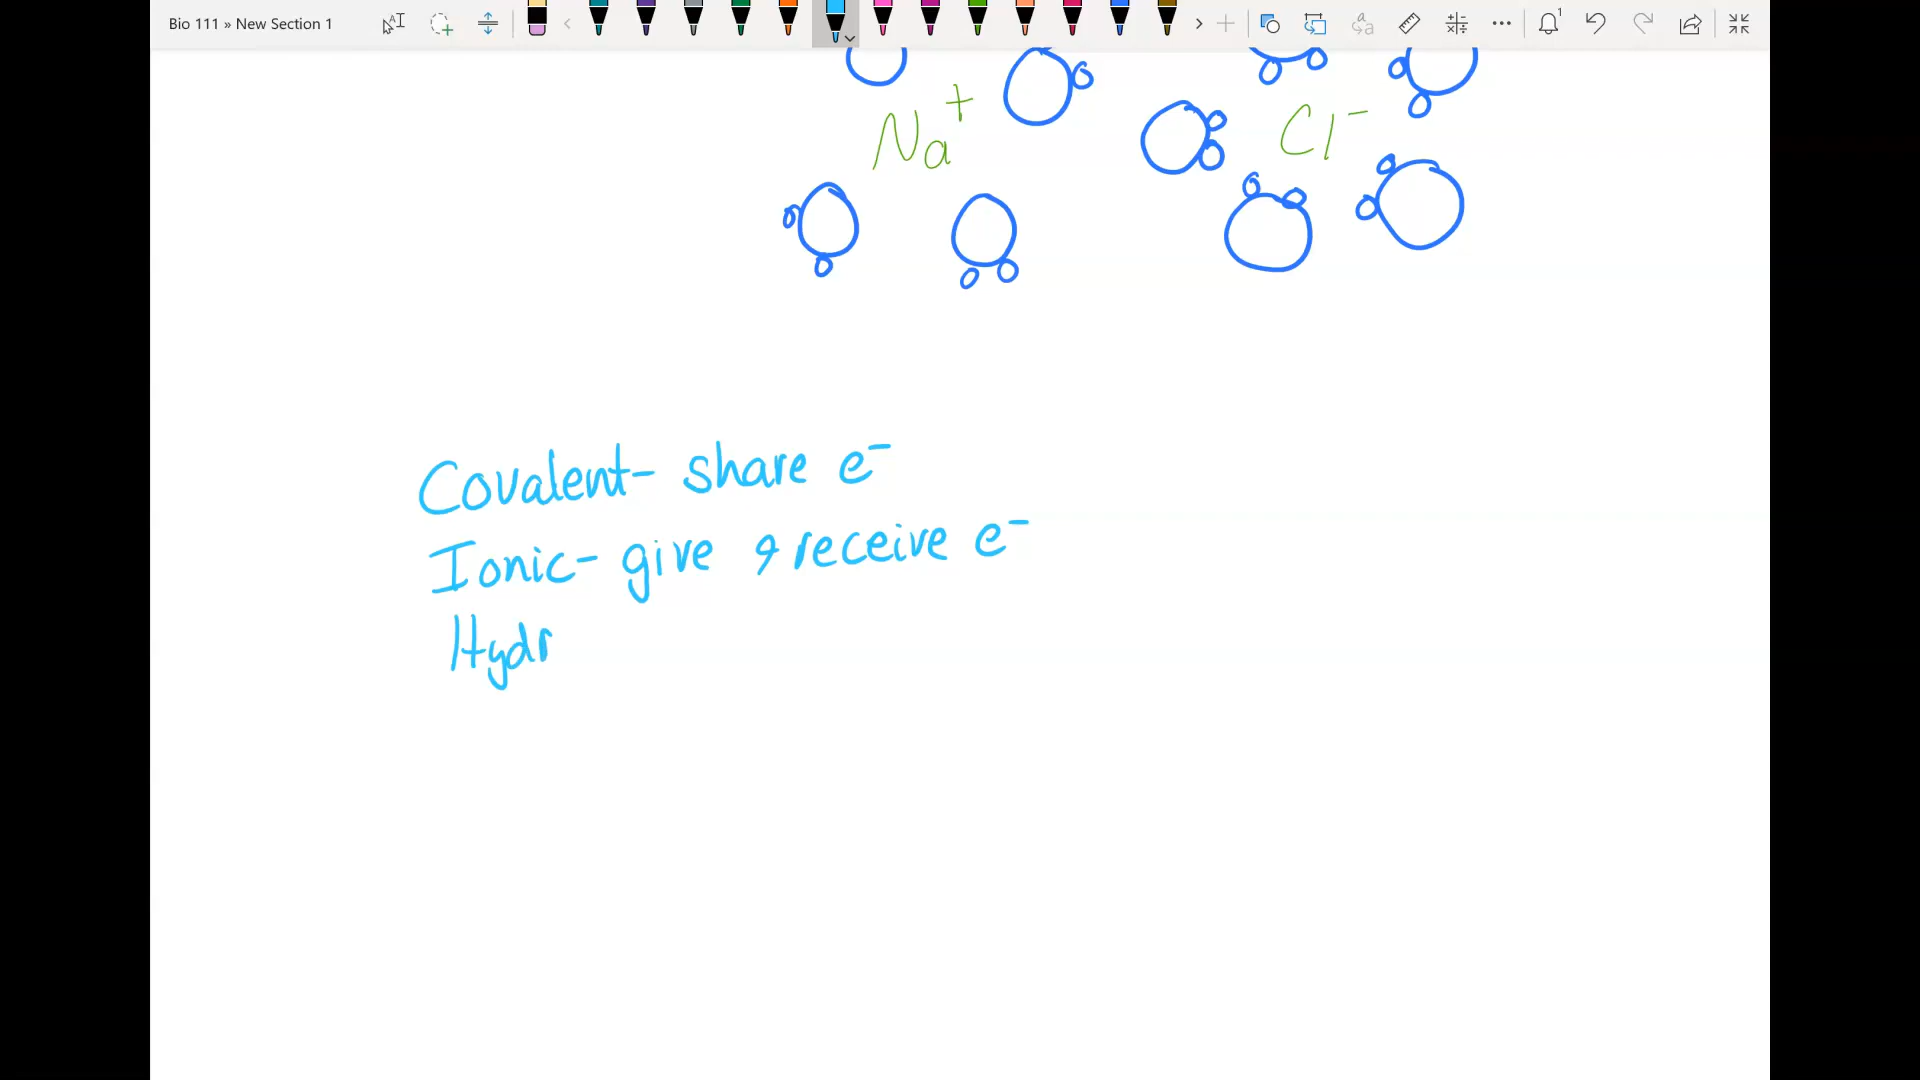 Bio 111 » New Section 1
Na+
Cl-
Covalent- share e-
Ionic- give & receive e-
Hydr